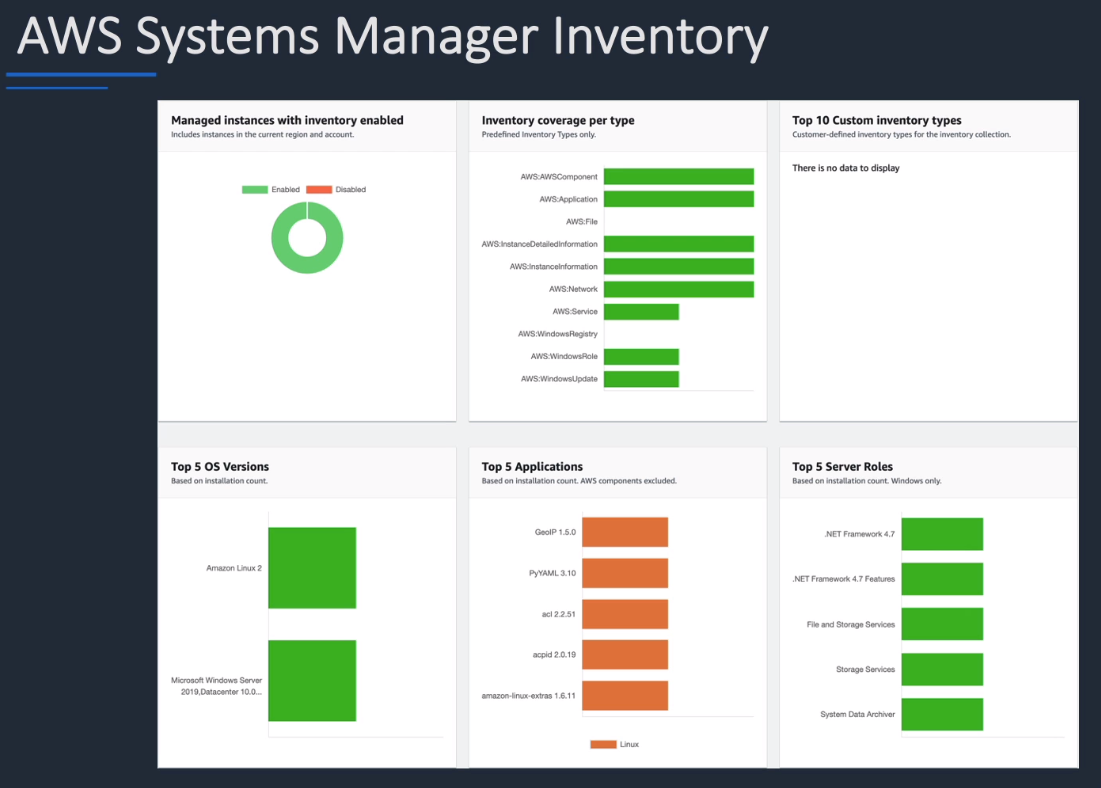 AWS Systems Manager Inventory
Managed instances with inventory enabled
Includes instances in the current region and account.
Enabled
Disabled
Inventory coverage per type
Predefined Inventory Types only.
AWS:AWSComponent
AWS:Application
AWS:File
AWS:InstanceDetailedInformation
AWS:InstanceInformation
AWS:Network
AWS:Service
AWS:WindowsRegistry
AWS:WindowsRole
AWS:WindowsUpdate
Top 10 Custom inventory types
Customer-defined inventory types for the inventory collection.
There is no data to display
Top 5 OS Versions
Based on installation count.
Amazon Linux 2
Microsoft Windows Server
2019,Datacenter 10.0...
Top 5 Applications
Based on installation count. AWS components excluded.
GeoIP 1.5.0
PyYAML 3.10
acl 2.2.51
acpid 2.0.19
amazon-linux-extras 1.6.11
Linux
Top 5 Server Roles
Based on installation count. Windows only.
.NET Framework 4.7
.NET Framework 4.7 Features
File and Storage Services
Storage Services
System Data Archiver